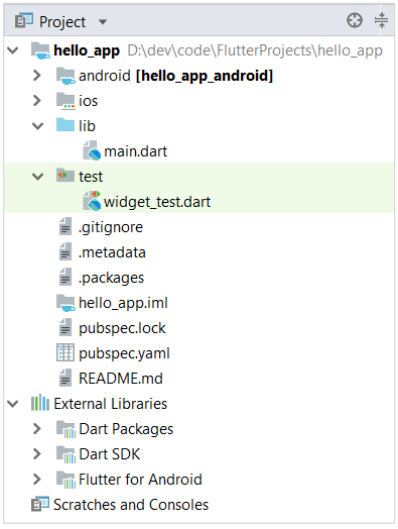 Project
hello_app D:\dev\code\FlutterProjects\hello_app
android [hello_app_android]
ios
lib
main.dart
test
widget_test.dart
.gitignore
.metadata
.packages
hello_app.iml
pubspec.lock
pubspec.yaml
README.md
External Libraries
Dart Packages
Dart SDK
Flutter for Android
Scratches and Consoles